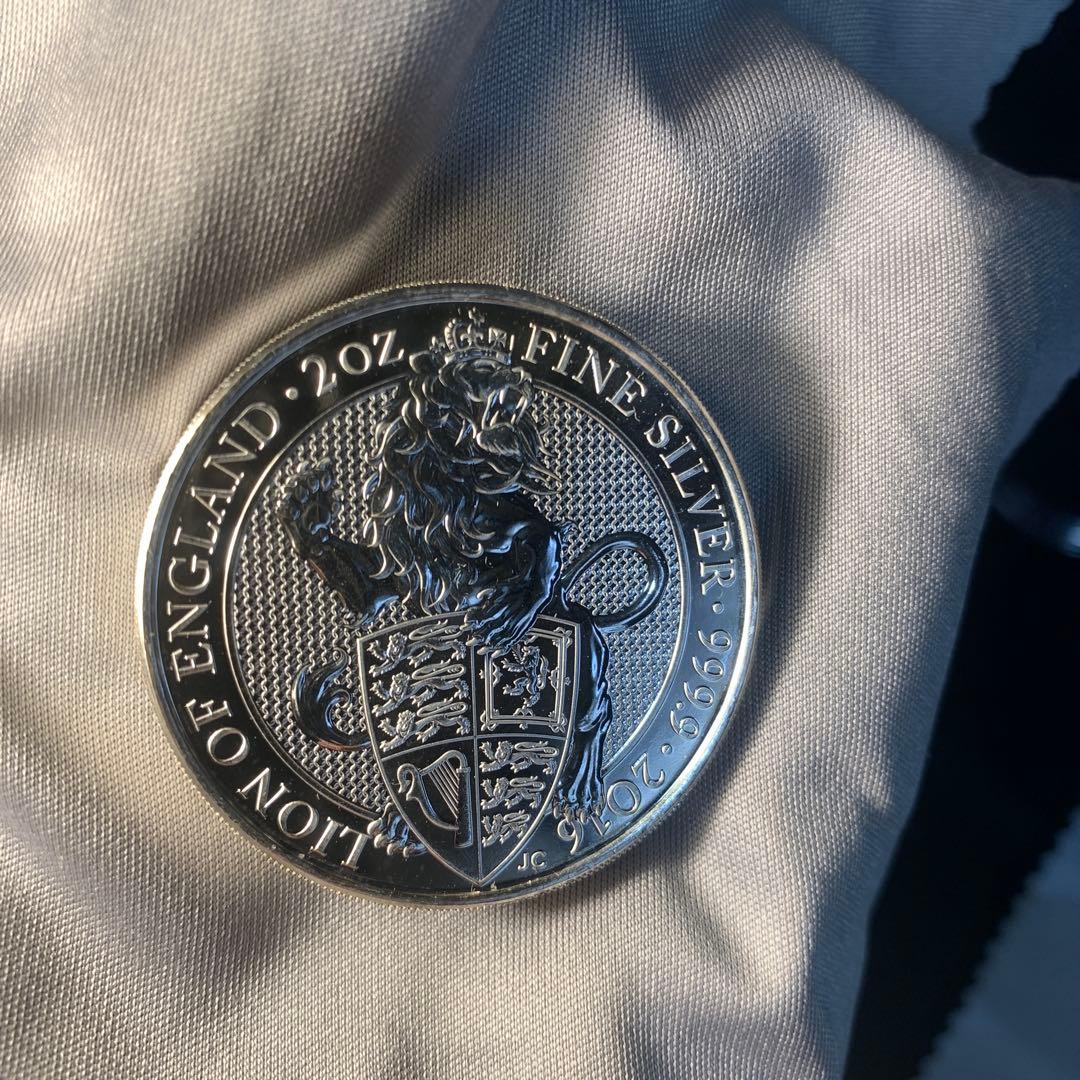 LION OF ENGLAND · 2OZ FINE SILVER · 999.9 · 2016
JC